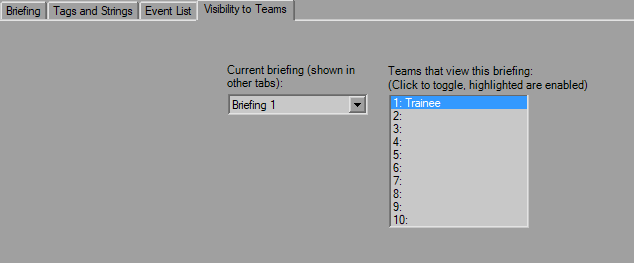 Briefing
Tags and Strings
Event List
Visibility to Teams
Current briefing (shown in
other tabs):
Briefing 1
Teams that view this briefing:
(Click to toggle, highlighted are enabled)
1: Trainee
2:
3:
4:
5:
6:
7:
8:
9:
10: